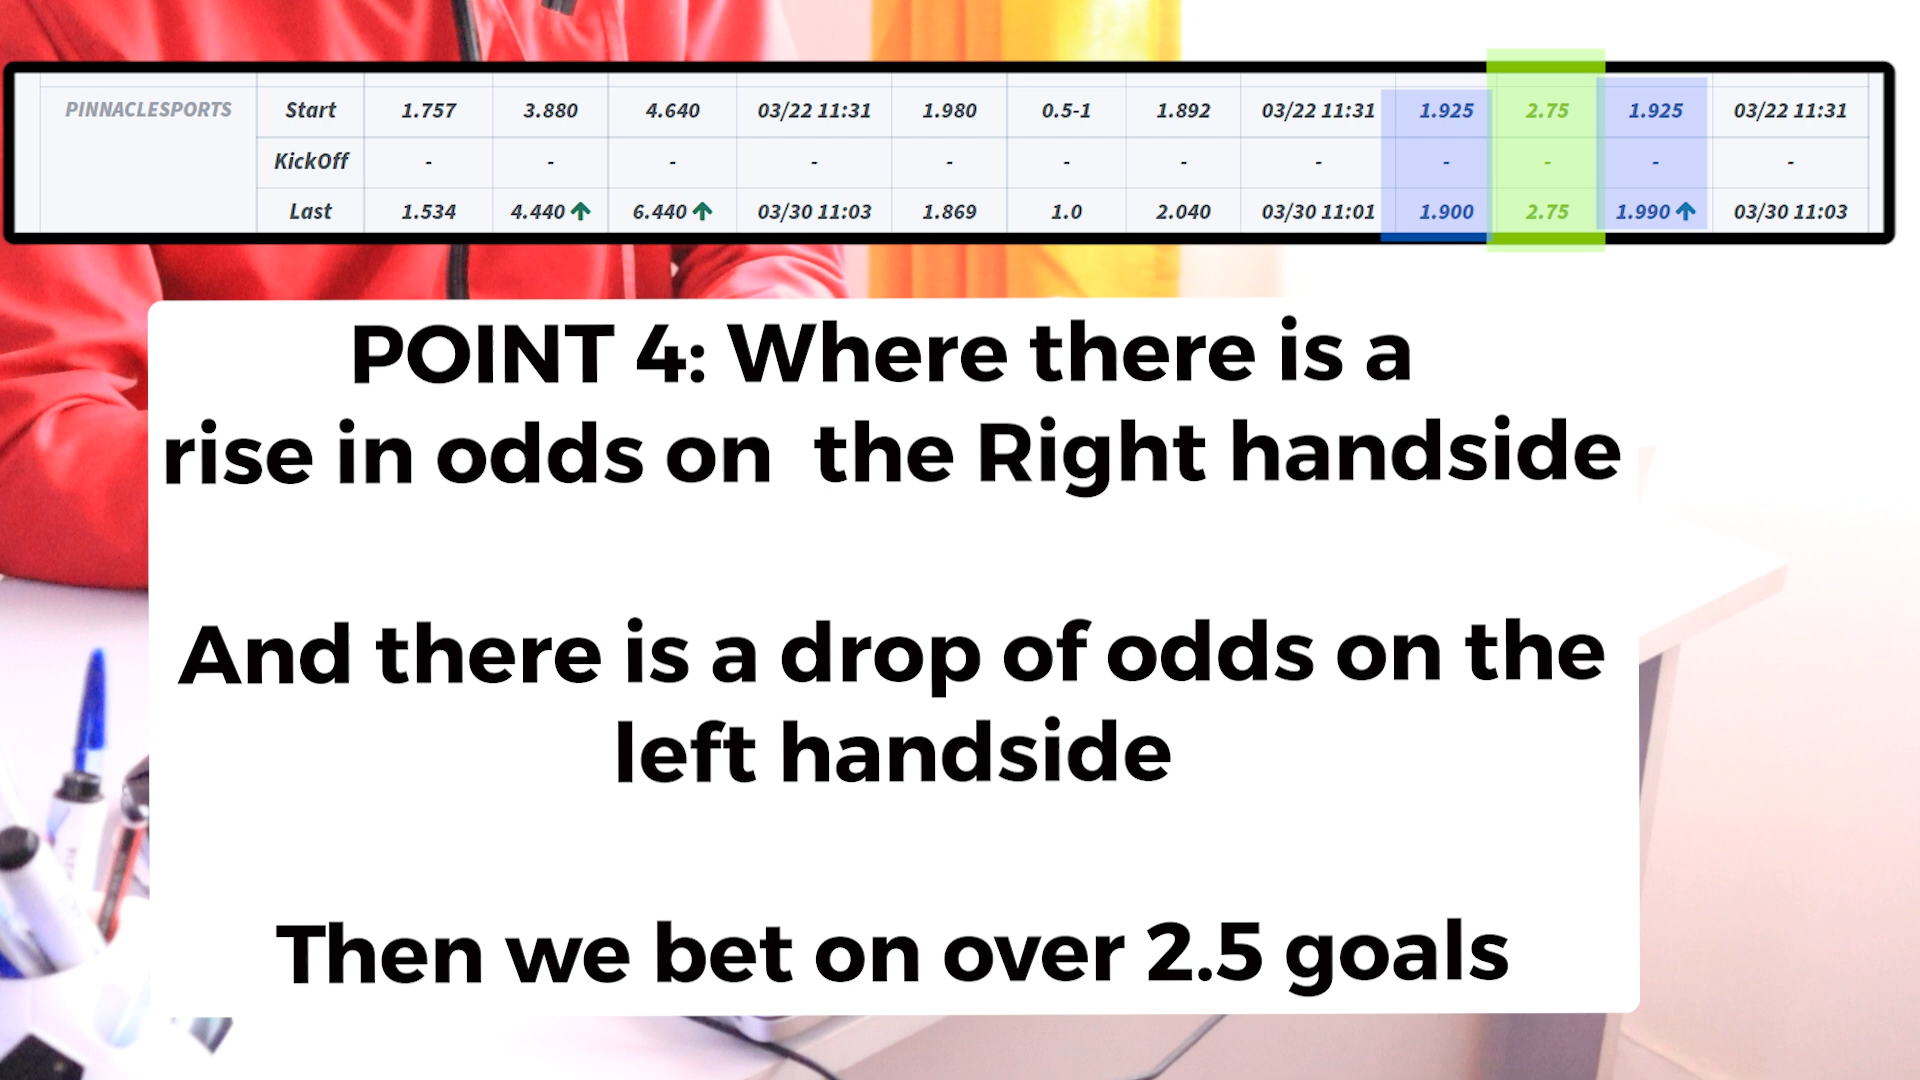 PINNACLESPORTS Start 1.757 3.880 4.640 03/22 11:31 1.980 0.5-1 1.892 03/22 11:31 1.925 2.75 1.925 03/22 11:31
KickOff - - - - - - - - - - - -
Last 1.534 4.440 6.440 03/30 11:03 1.869 1.0 2.040 03/30 11:01 1.900 2.75 1.990 03/30 11:03
POINT 4: Where there is a
rise in odds on the Right handside
And there is a drop of odds on the
left handside
Then we bet on over 2.5 goals